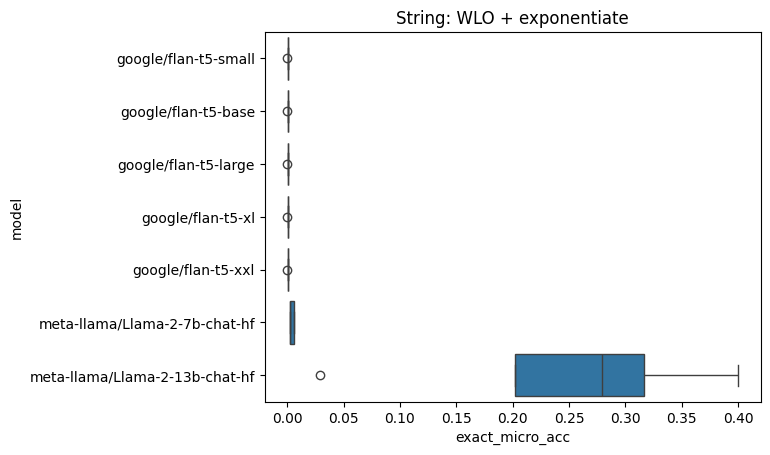 String: WLO + exponentiate
google/flan-t5-small
google/flan-t5-base
google/flan-t5-large
google/flan-t5-xl
google/flan-t5-xxl
meta-llama/Llama-2-7b-chat-hf
meta-llama/Llama-2-13b-chat-hf
model
0.00 0.05 0.10 0.15 0.20 0.25 0.30 0.35 0.40
exact_micro_acc